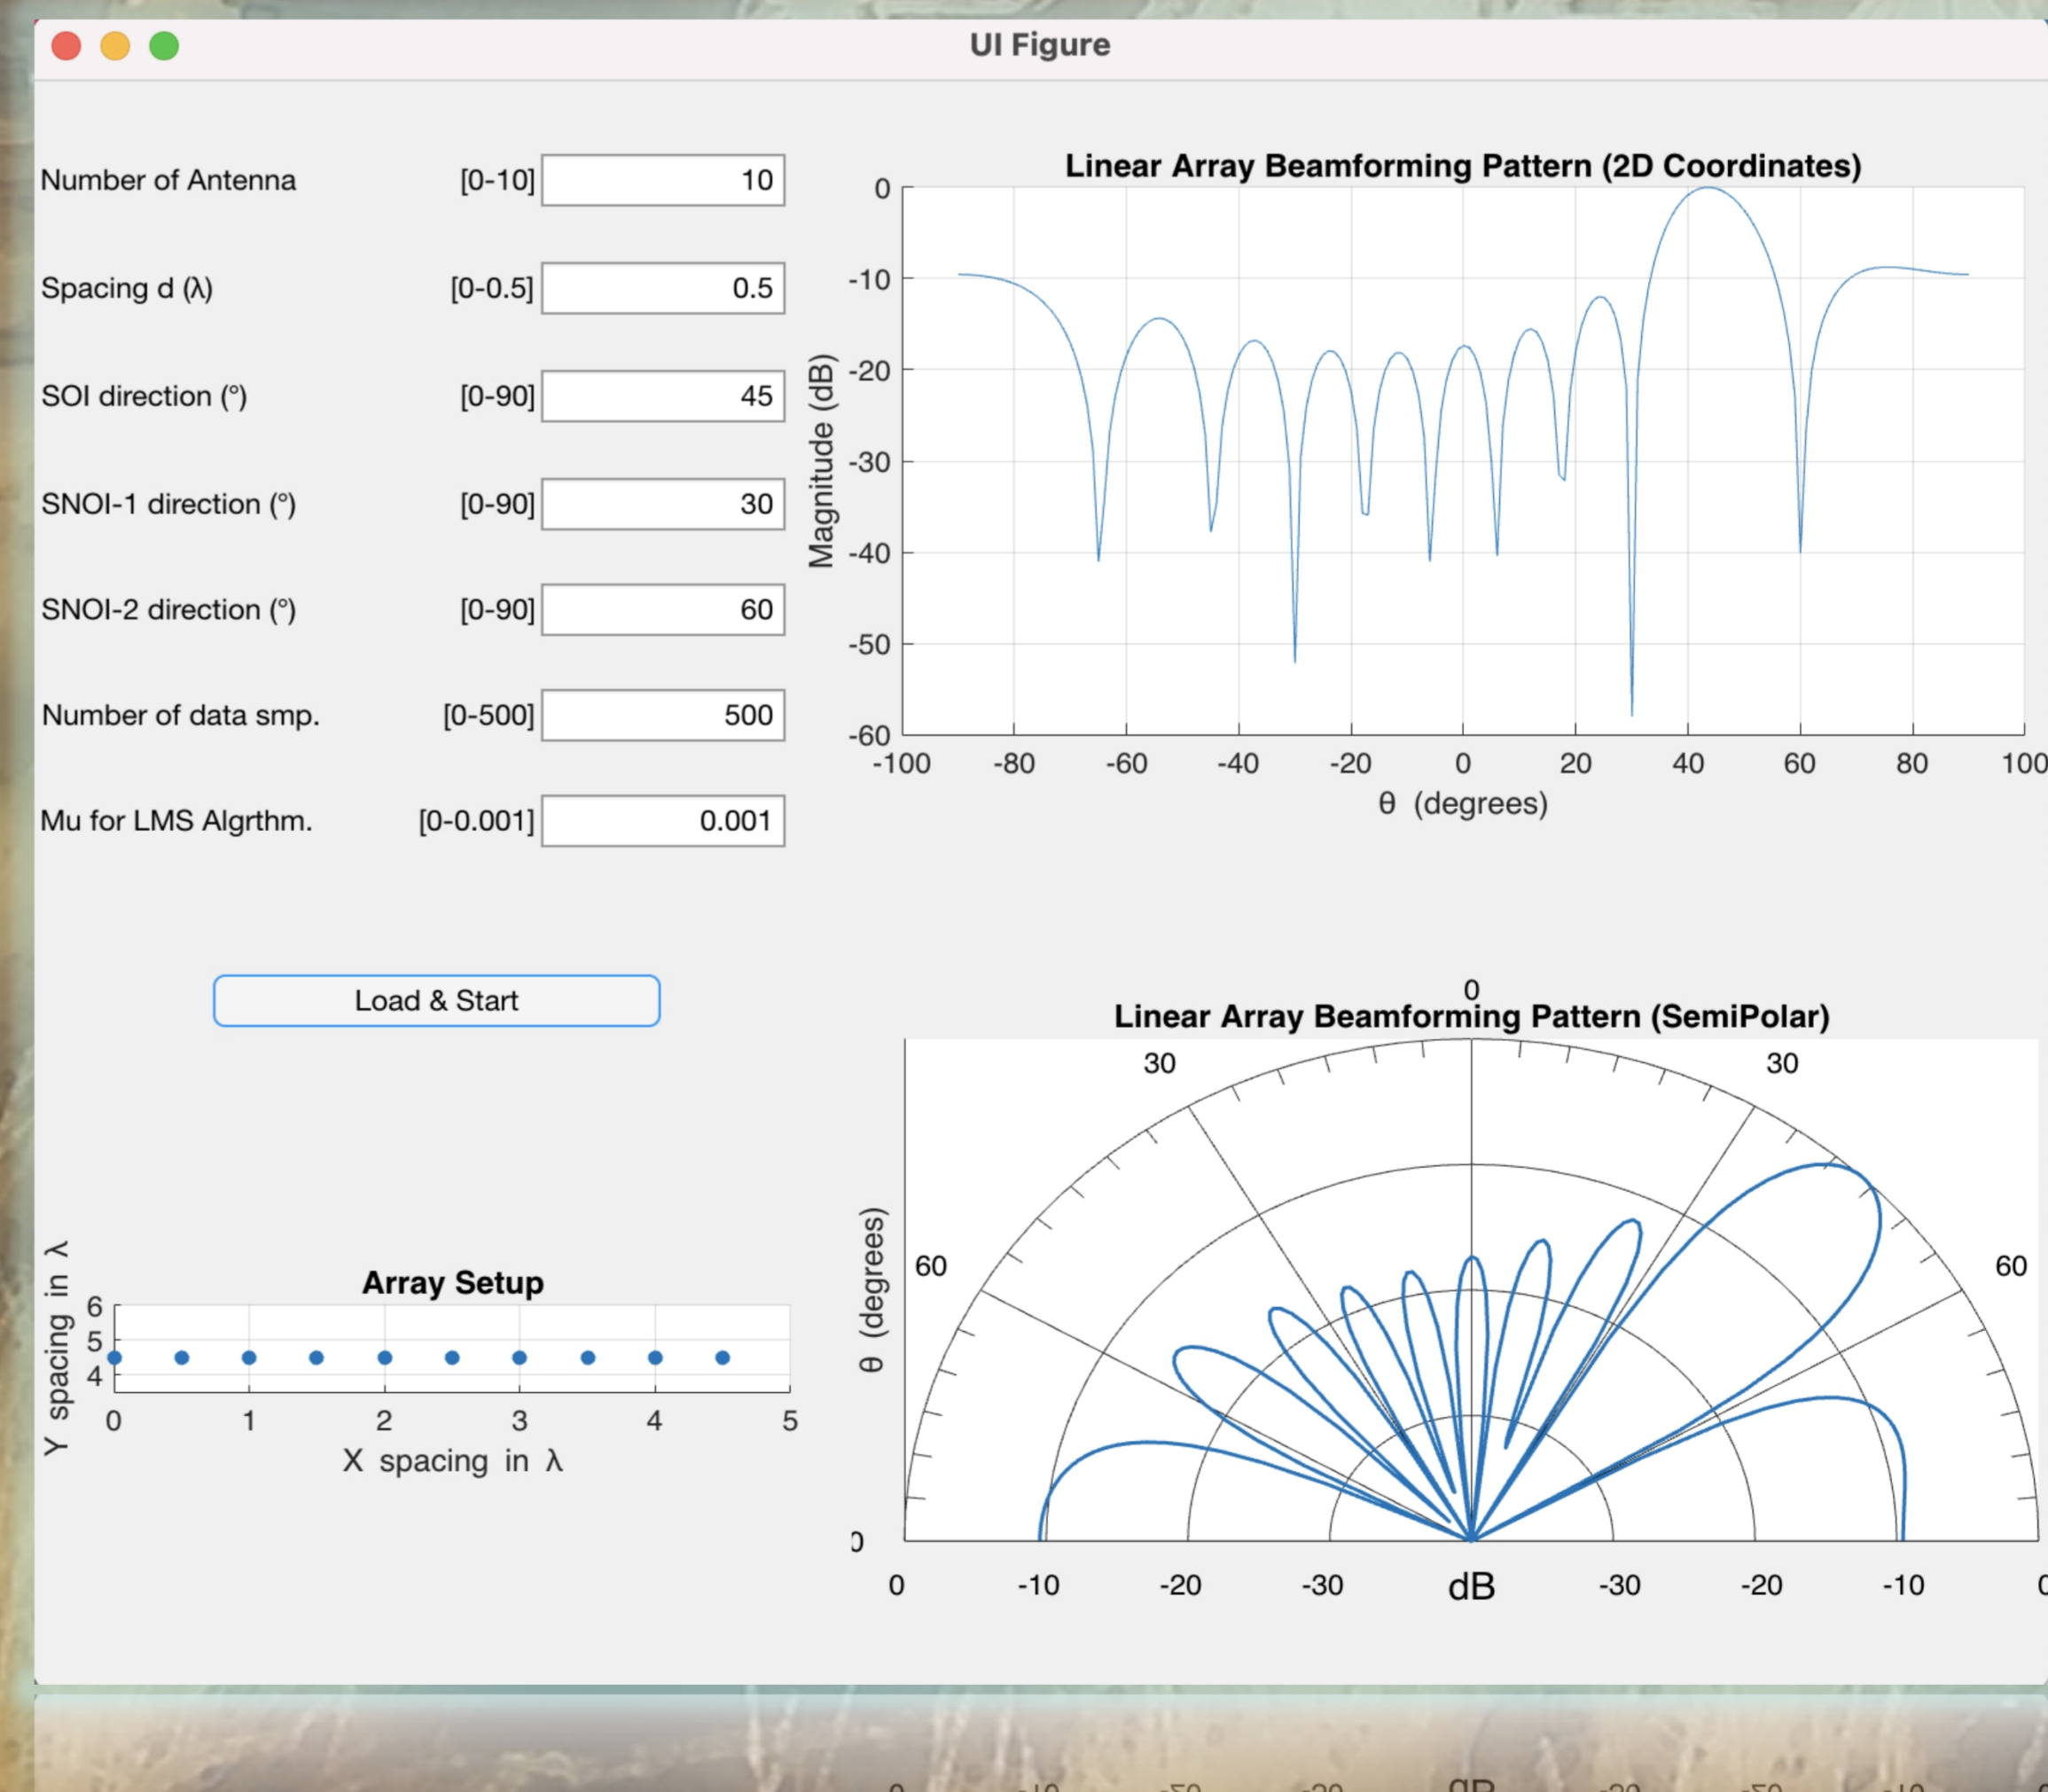 UI Figure
Number of Antenna [0-10] 10
Spacing d (λ) [0-0.5] 0.5
SOI direction (°) [0-90] 45
SNOI-1 direction (°) [0-90] 30
SNOI-2 direction (°) [0-90] 60
Number of data smp. [0-500] 500
Mu for LMS Algrthm. [0-0.001] 0.001
Load & Start
Array Setup
Y spacing in λ
6
5
4
0 1 2 3 4 5
X spacing in λ
Linear Array Beamforming Pattern (2D Coordinates)
Magnitude (dB)
0
-10
-20
-30
-40
-50
-60
-100 -80 -60 -40 -20 0 20 40 60 80 100
θ (degrees)
0
Linear Array Beamforming Pattern (SemiPolar)
30 30
60 60
θ (degrees)
0
0 -10 -20 -30 dB -30 -20 -10 0